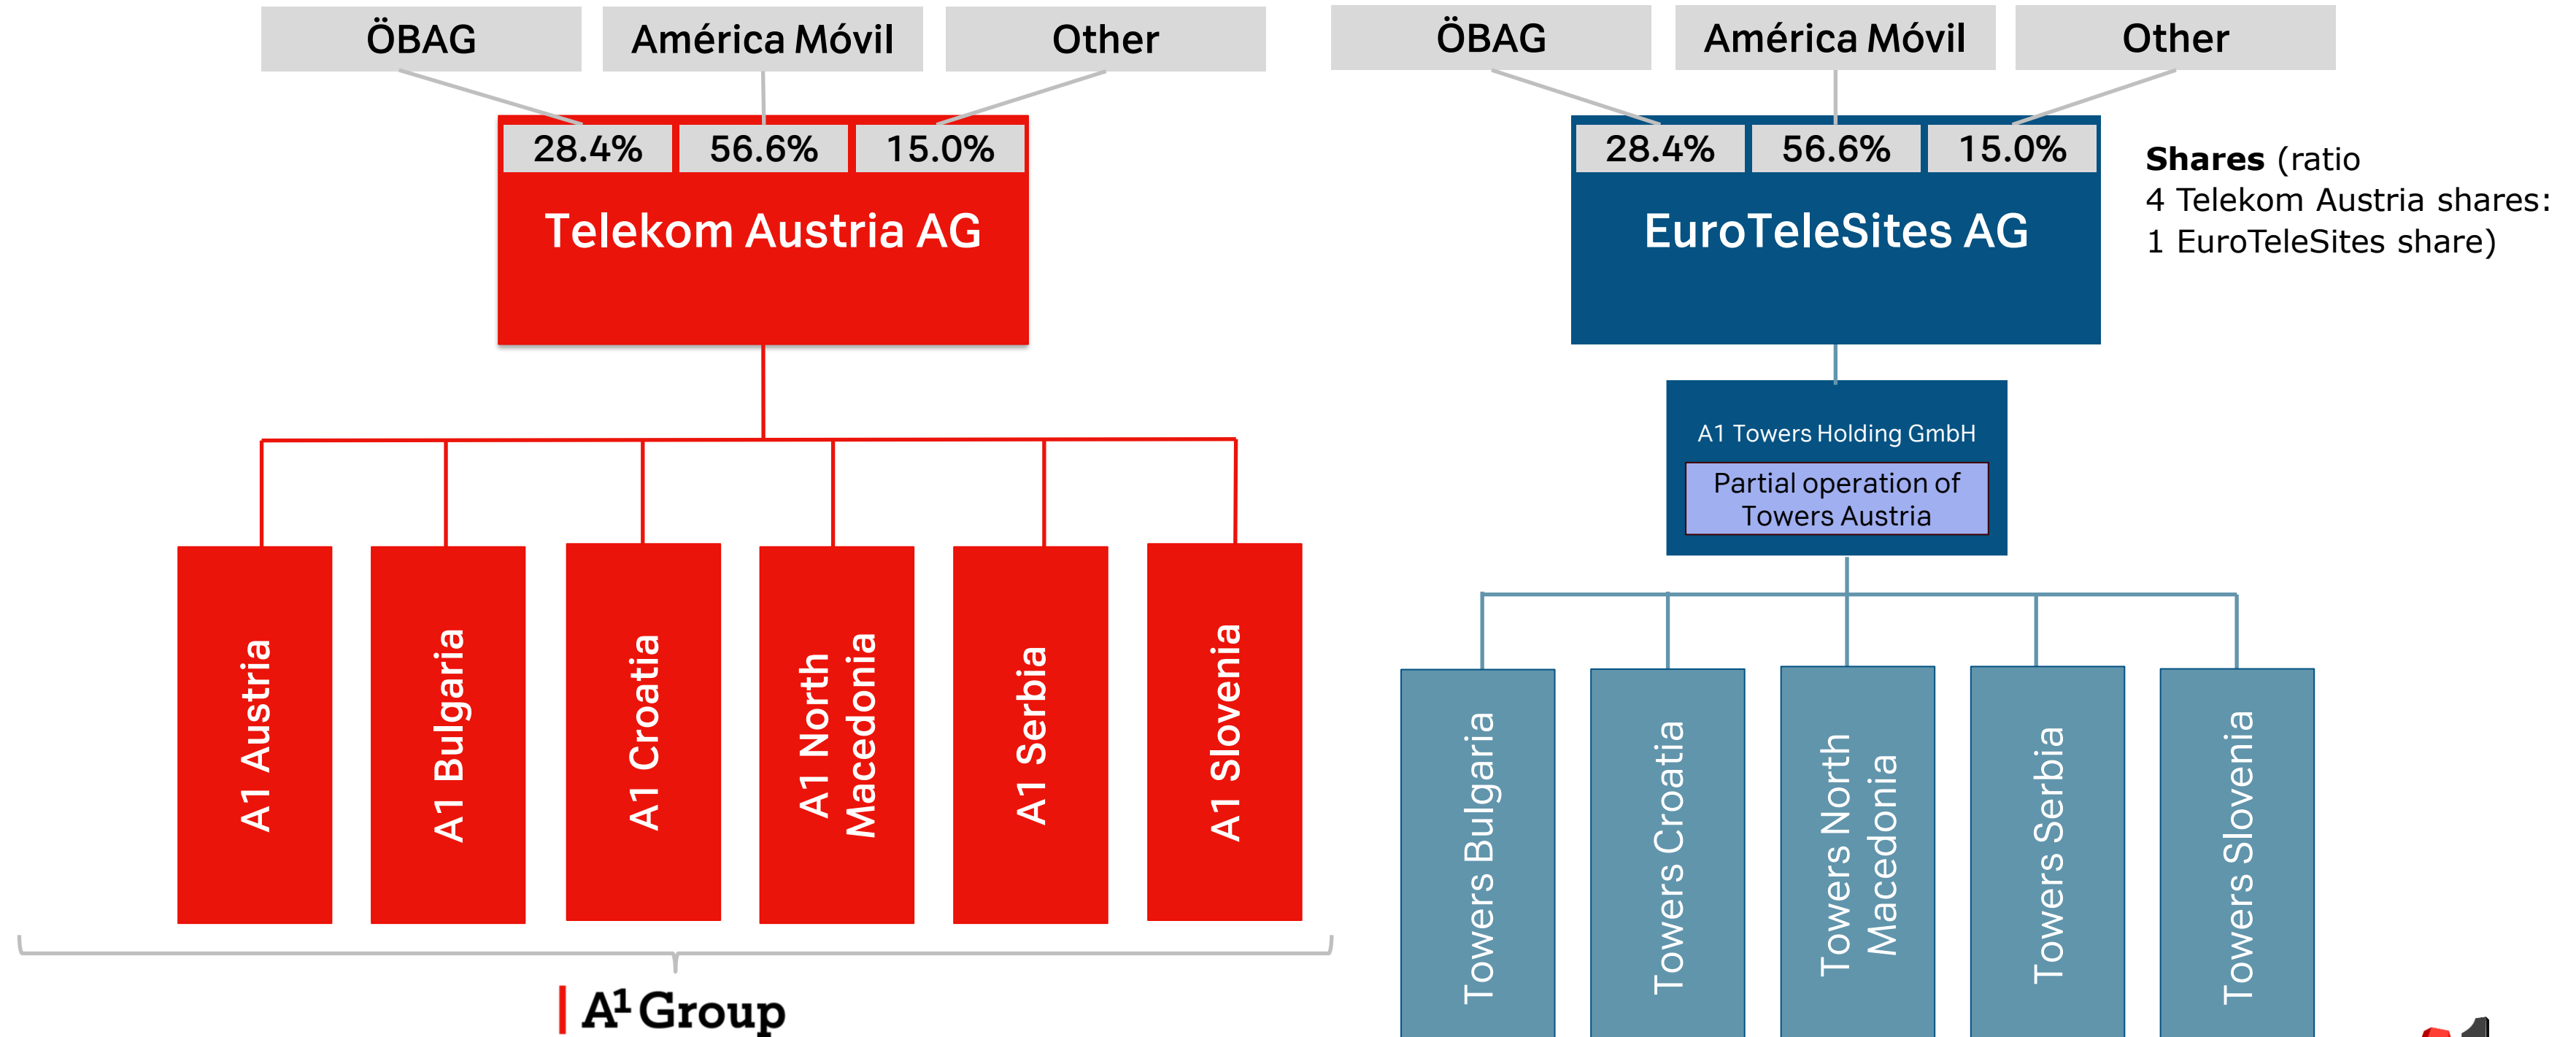 ÖBAG
América Móvil
Other
28.4%
56.6%
15.0%
Telekom Austria AG
A1 Austria
A1 Bulgaria
A1 Croatia
A1 North
Macedonia
A1 Serbia
A1 Slovenia
A1 Group
ÖBAG
América Móvil
Other
28.4%
56.6%
15.0%
EuroTeleSites AG
Shares (ratio
4 Telekom Austria shares:
1 EuroTeleSites share)
A1 Towers Holding GmbH
Partial operation of
Towers Austria
Towers Bulgaria
Towers Croatia
Towers North
Macedonia
Towers Serbia
Towers Slovenia